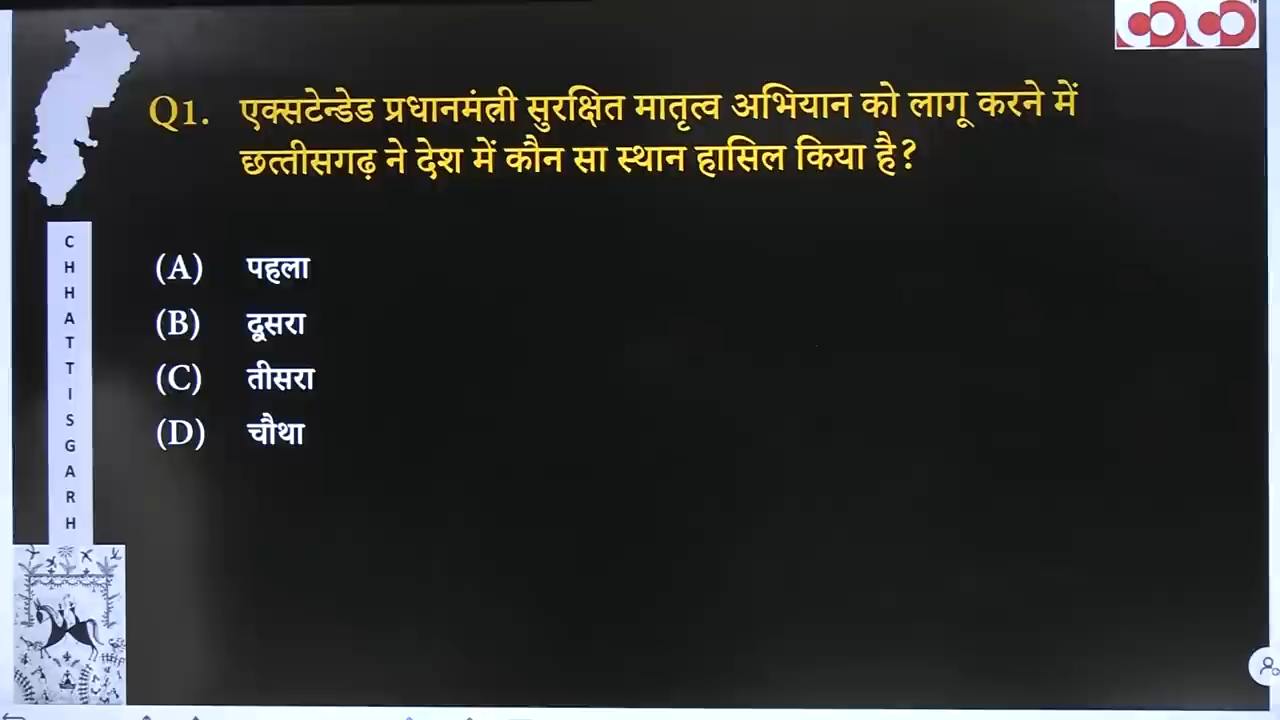 Q1. एक्सटेन्डेड प्रधानमंत्री सुरक्षित मातृत्व अभियान को लागू करने में
छत्तीसगढ़ ने देश में कौन सा स्थान हासिल किया है?
(A) पहला
(B) दूसरा
(C) तीसरा
(D) चौथा
CHHATTISGARH